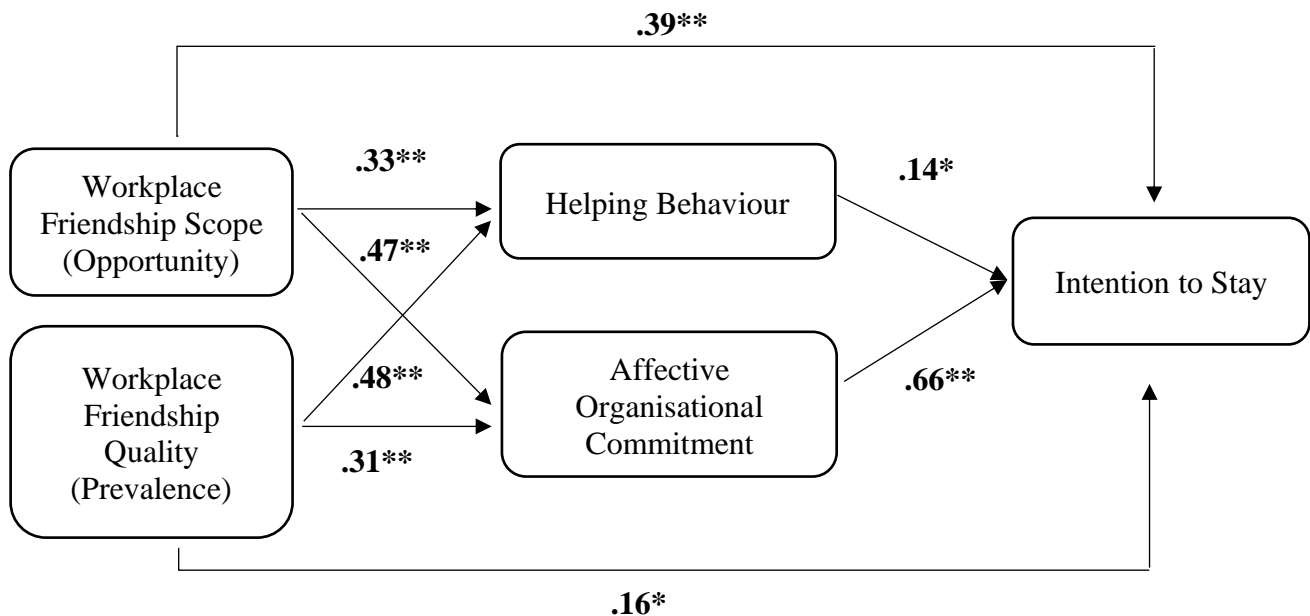 .39**
Workplace
Friendship Scope
(Opportunity)
.33**
.47**
Helping Behaviour
.14*
Intention to Stay
Workplace
Friendship
Quality
(Prevalence)
.48**
.31**
Affective
Organisational
Commitment
.66**
.16*